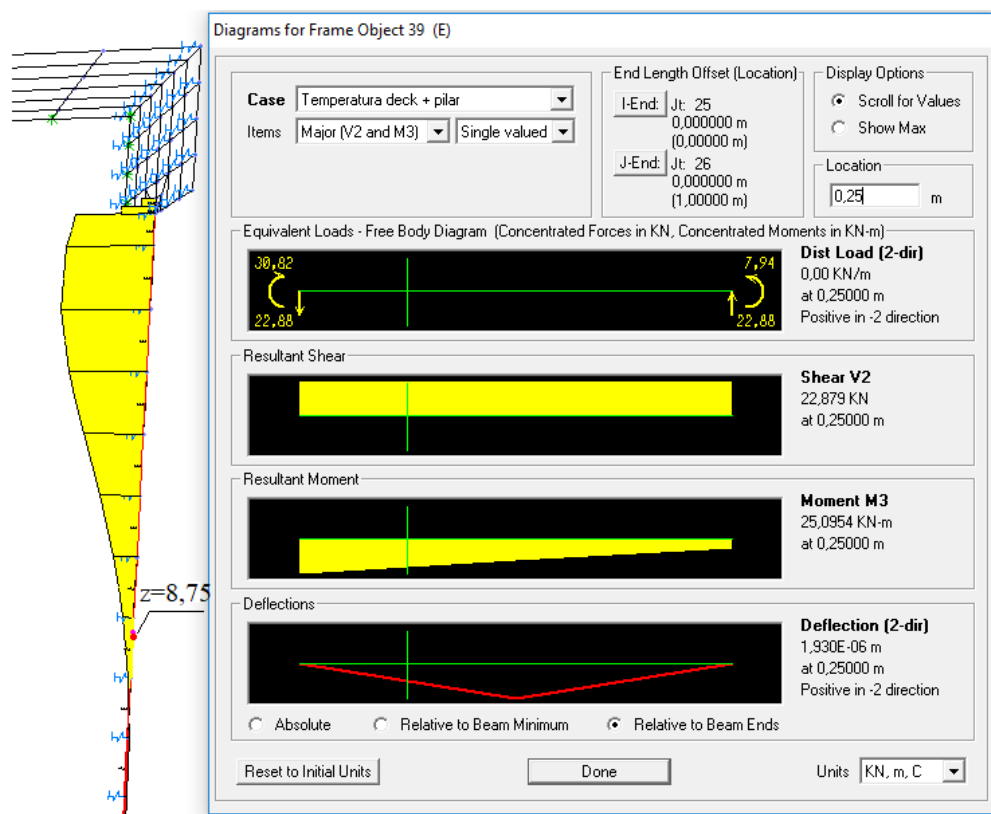 Diagrams for Frame Object 39 (E)
Case Temperatura deck + pilar
Items Major (V2 and M3) Single valued
End Length Offset (Location)
I-End: Jt: 25
0,000000 m
(0,00000 m)
J-End: Jt: 26
0,000000 m
(1,00000 m)
Display Options
Scroll for Values
Show Max
Location
0,25 m
Equivalent Loads - Free Body Diagram (Concentrated Forces in KN, Concentrated Moments in KN-m)
30,82 7,94
22,88 22,88
Dist Load (2-dir)
0,00 KN/m
at 0,25000 m
Positive in -2 direction
Resultant Shear
Shear V2
22,879 KN
at 0,25000 m
Resultant Moment
Moment M3
25,0954 KN-m
at 0,25000 m
z=8,75
Deflections
Deflection (2-dir)
1,930E-06 m
at 0,25000 m
Positive in -2 direction
Absolute Relative to Beam Minimum Relative to Beam Ends
Reset to Initial Units Done Units KN, m, C